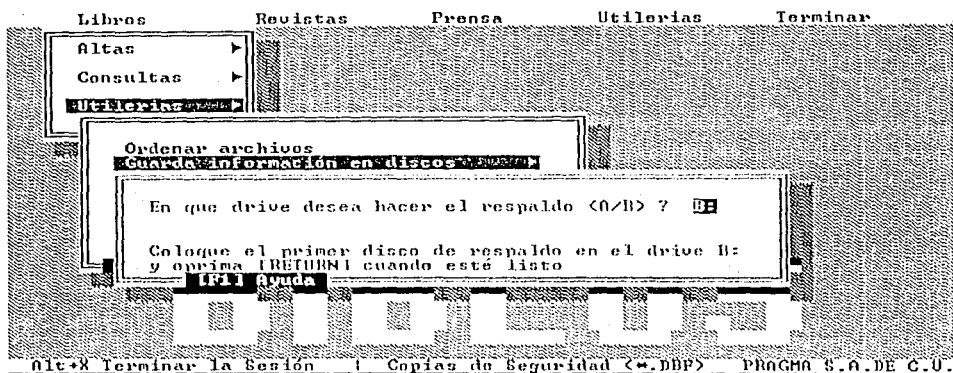 Libros Revistas Prensa Utilerias Terminar
Altas
Consultas
Utilerias
Ordenar archivos
Guarda información en discos
En que drive desea hacer el respaldo <A/B> ? B:
Coloque el primer disco de respaldo en el drive B:
y oprima [RETURN] cuando esté listo
[F1] Ayuda
Alt+X Terminar la Sesión | Copias de Seguridad <*.DBF> PRAGMA S.A.DE C.V.